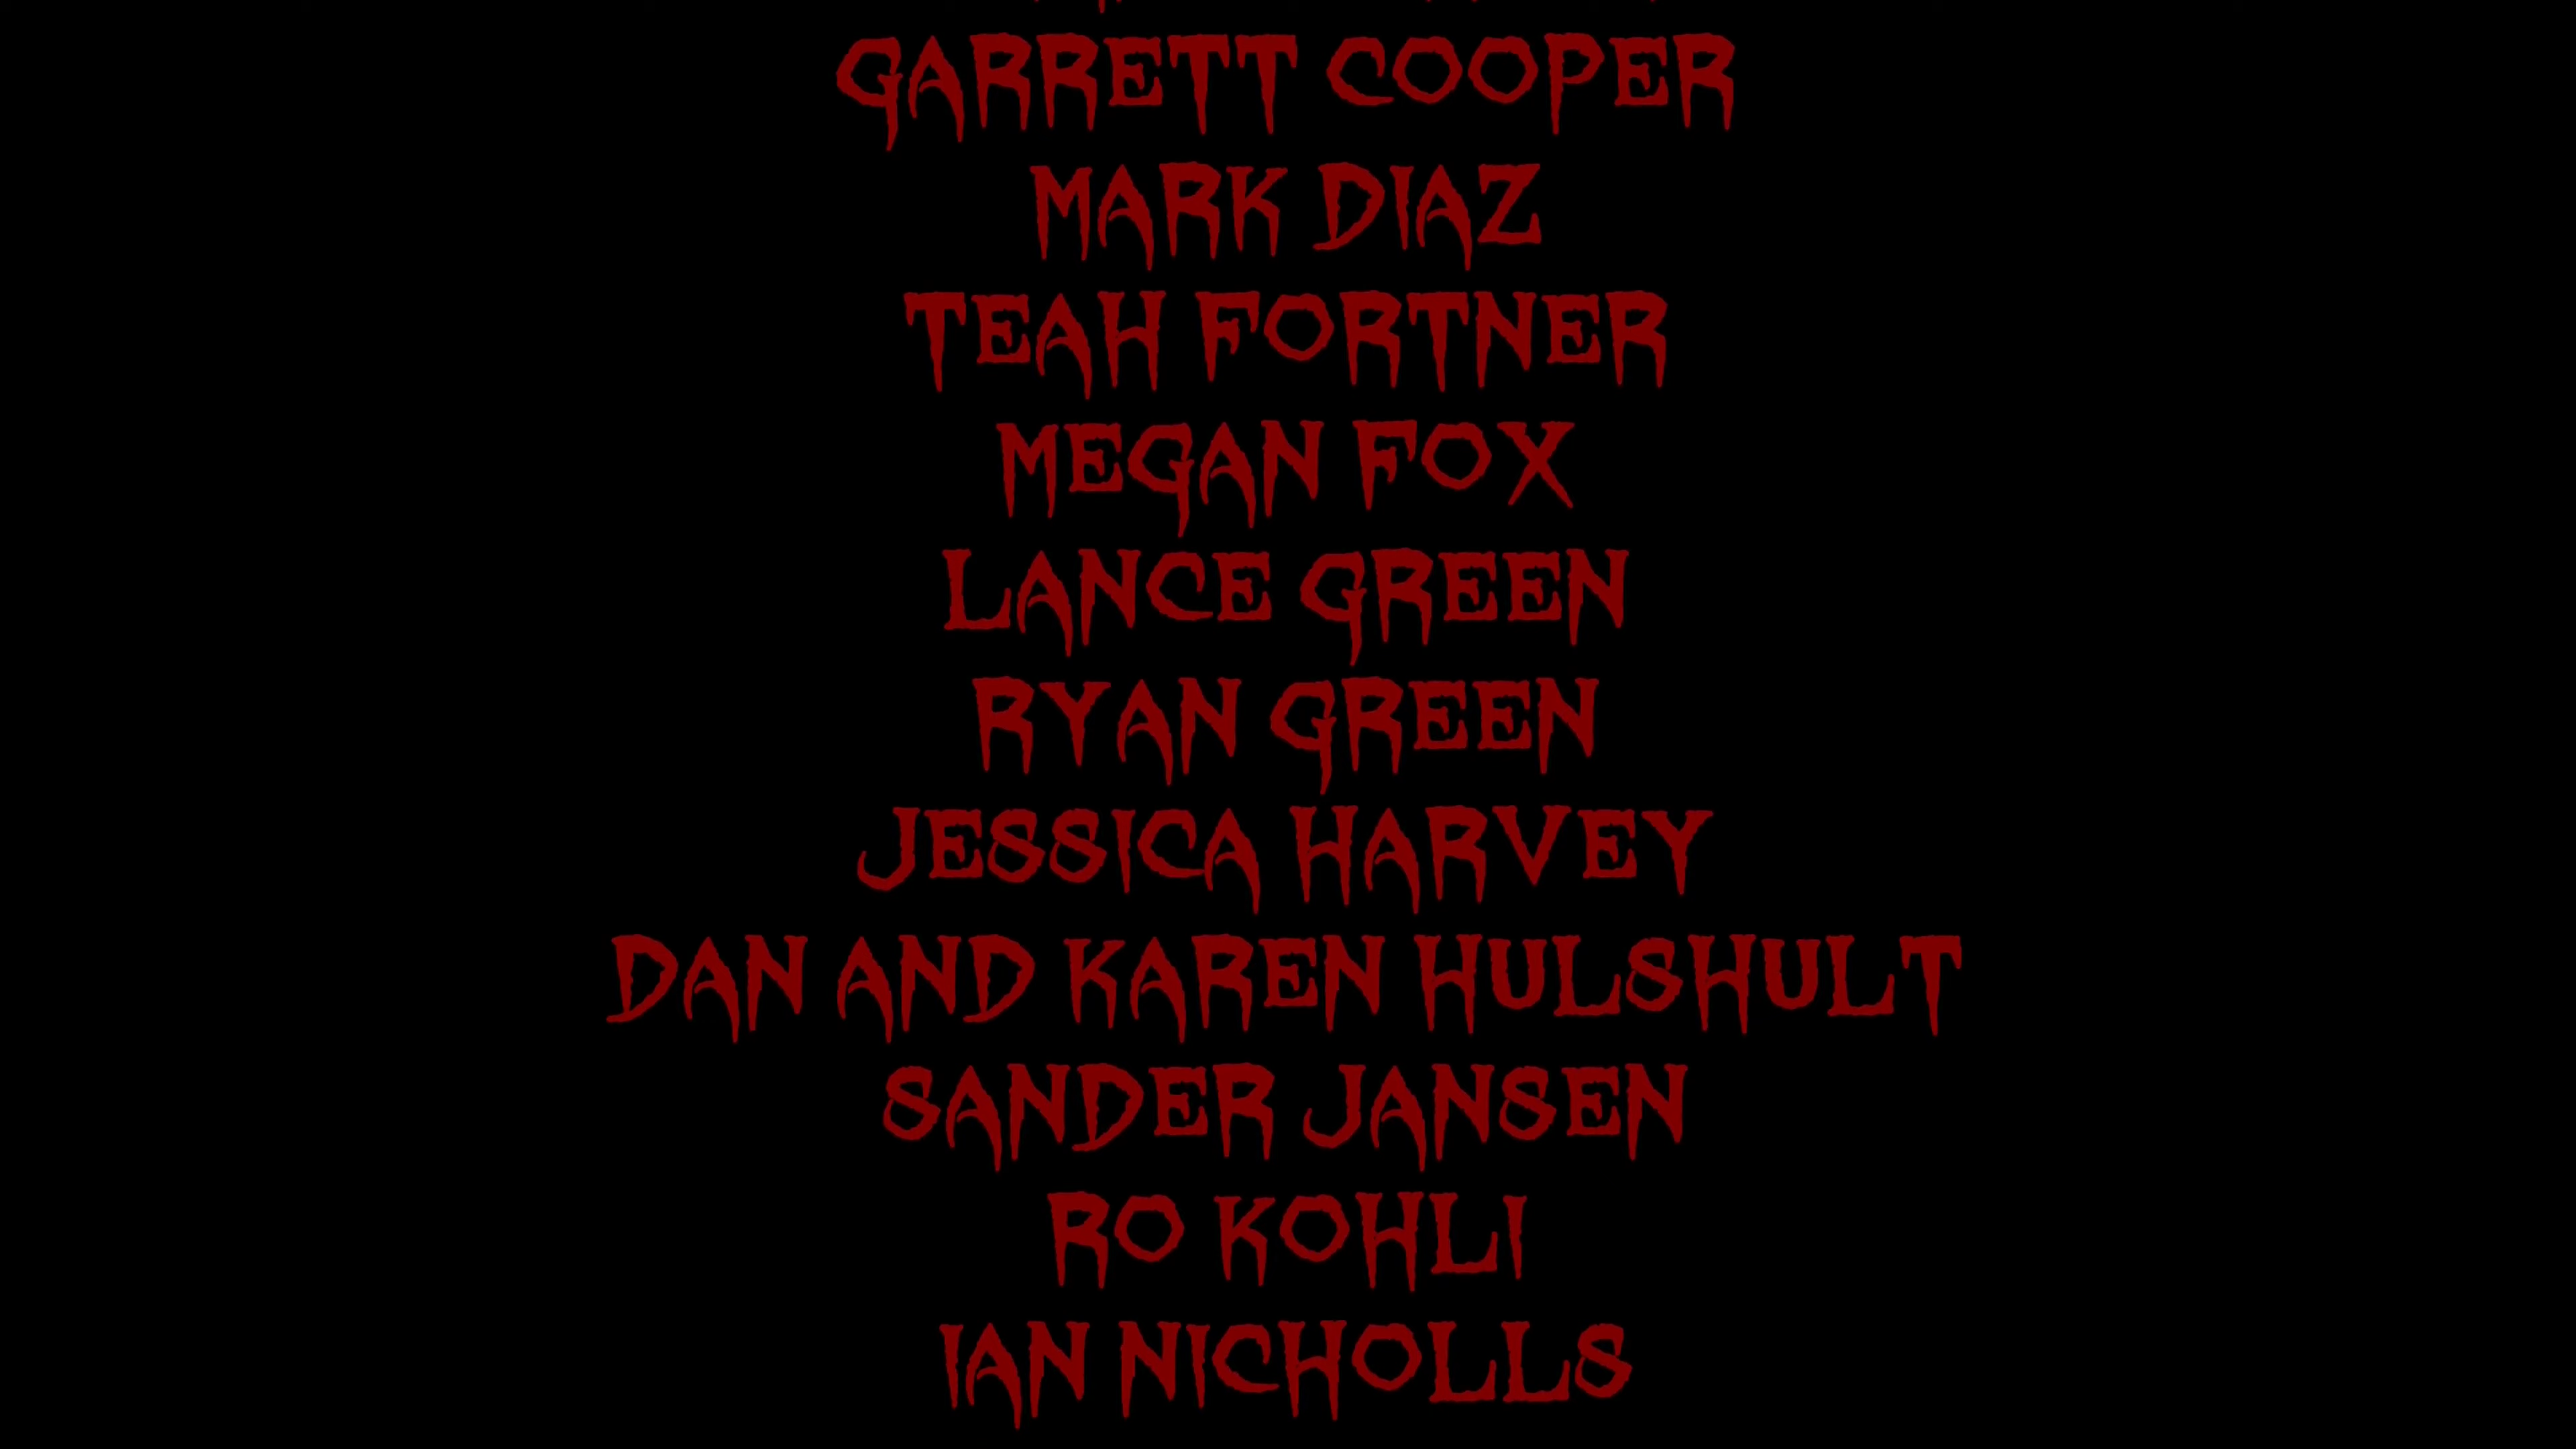 GARRETT COOPER
MARK DIAZ
TEAH FORTNER
MEGAN FOX
LANCE GREEN
RYAN GREEN
JESSICA HARVEY
DAN AND KAREN HULSHULT
SANDER JANSEN
RO KOHLI
IAN NICHOLLS